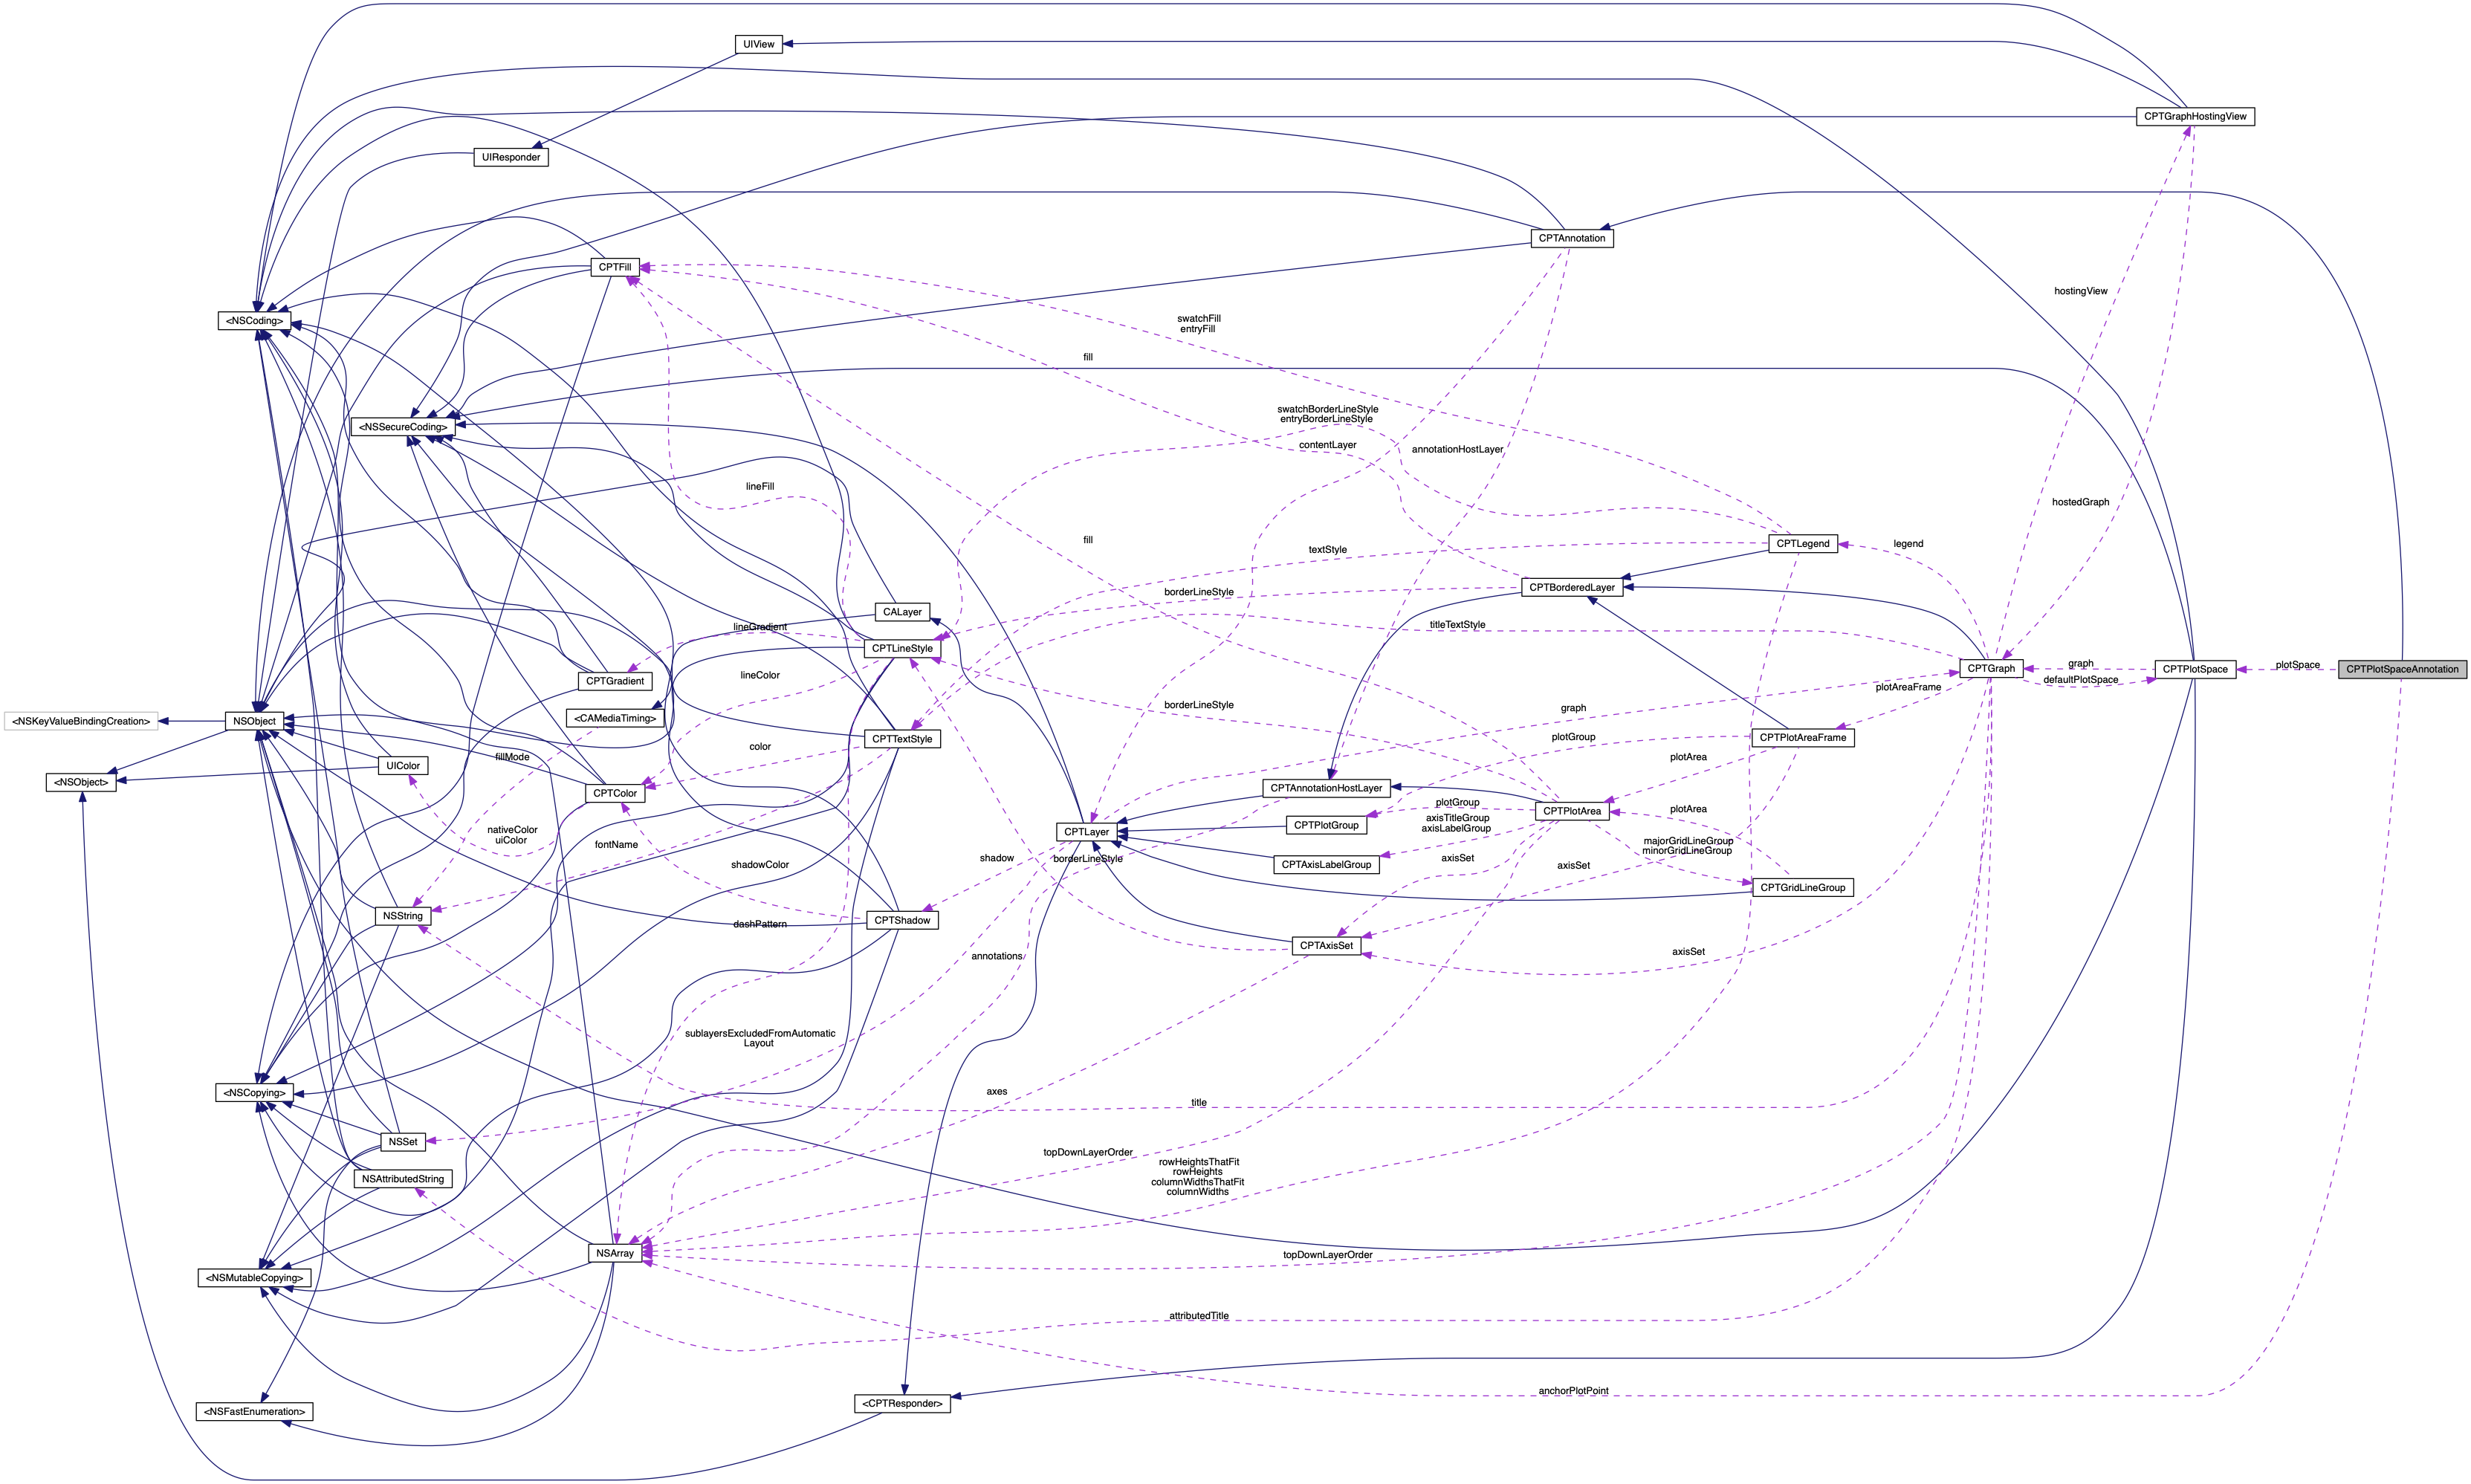 UIView
CPTGraphHostingView
UIResponder
CPTAnnotation
CPTFill
hostingView
<NSCoding>
swatchFill
entryFill
fill
swatchBorderLineStyle
entryBorderLineStyle
<NSSecureCoding>
contentLayer
annotationHostLayer
lineFill
hostedGraph
fill
textStyle
CPTLegend
legend
CPTBorderedLayer
borderLineStyle
CALayer
lineGradient
titleTextStyle
CPTLineStyle
graph
CPTGraph
CPTPlotSpace
plotSpace
CPTPlotSpaceAnnotation
lineColor
CPTGradient
defaultPlotSpace
plotAreaFrame
graph
borderLineStyle
<NSKeyValueBindingCreation>
NSObject
<CAMediaTiming>
CPTTextStyle
plotGroup
CPTPlotAreaFrame
color
fillMode
plotArea
UIColor
<NSObject>
CPTColor
CPTAnnotationHostLayer
plotGroup
plotArea
CPTPlotArea
axisTitleGroup
axisLabelGroup
CPTPlotGroup
nativeColor
uiColor
CPTLayer
fontName
majorGridLineGroup
minorGridLineGroup
shadowColor
shadow
borderLineStyle
axisSet
CPTAxisLabelGroup
axisSet
CPTGridLineGroup
NSString
CPTShadow
dashPattern
CPTAxisSet
annotations
axisSet
sublayersExcludedFromAutomatic
Layout
<NSCopying>
axes
title
NSSet
topDownLayerOrder
rowHeightsThatFit
rowHeights
columnWidthsThatFit
columnWidths
NSAttributedString
NSArray
topDownLayerOrder
<NSMutableCopying>
attributedTitle
anchorPlotPoint
<NSFastEnumeration>
<CPTResponder>